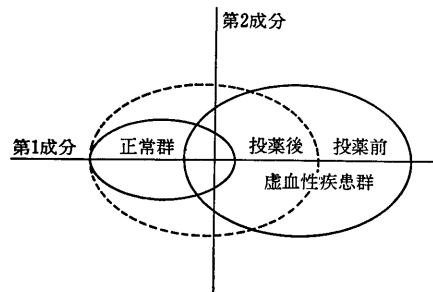 第2成分
第1成分
正常群
投薬後
投薬前
虚血性疾患群